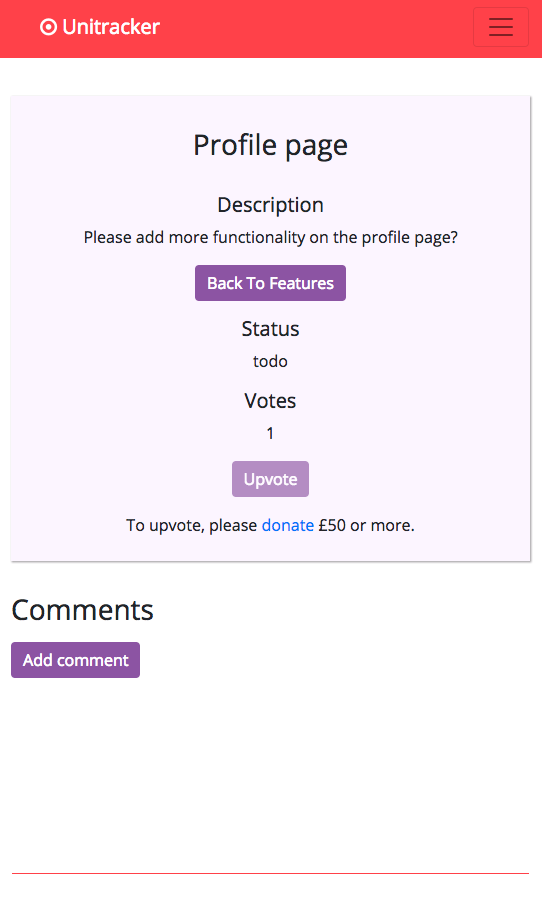 Unitracker
Profile page
Description
Please add more functionality on the profile page?
Back To Features
Status
todo
Votes
1
Upvote
To upvote, please donate £50 or more.
Comments
Add comment